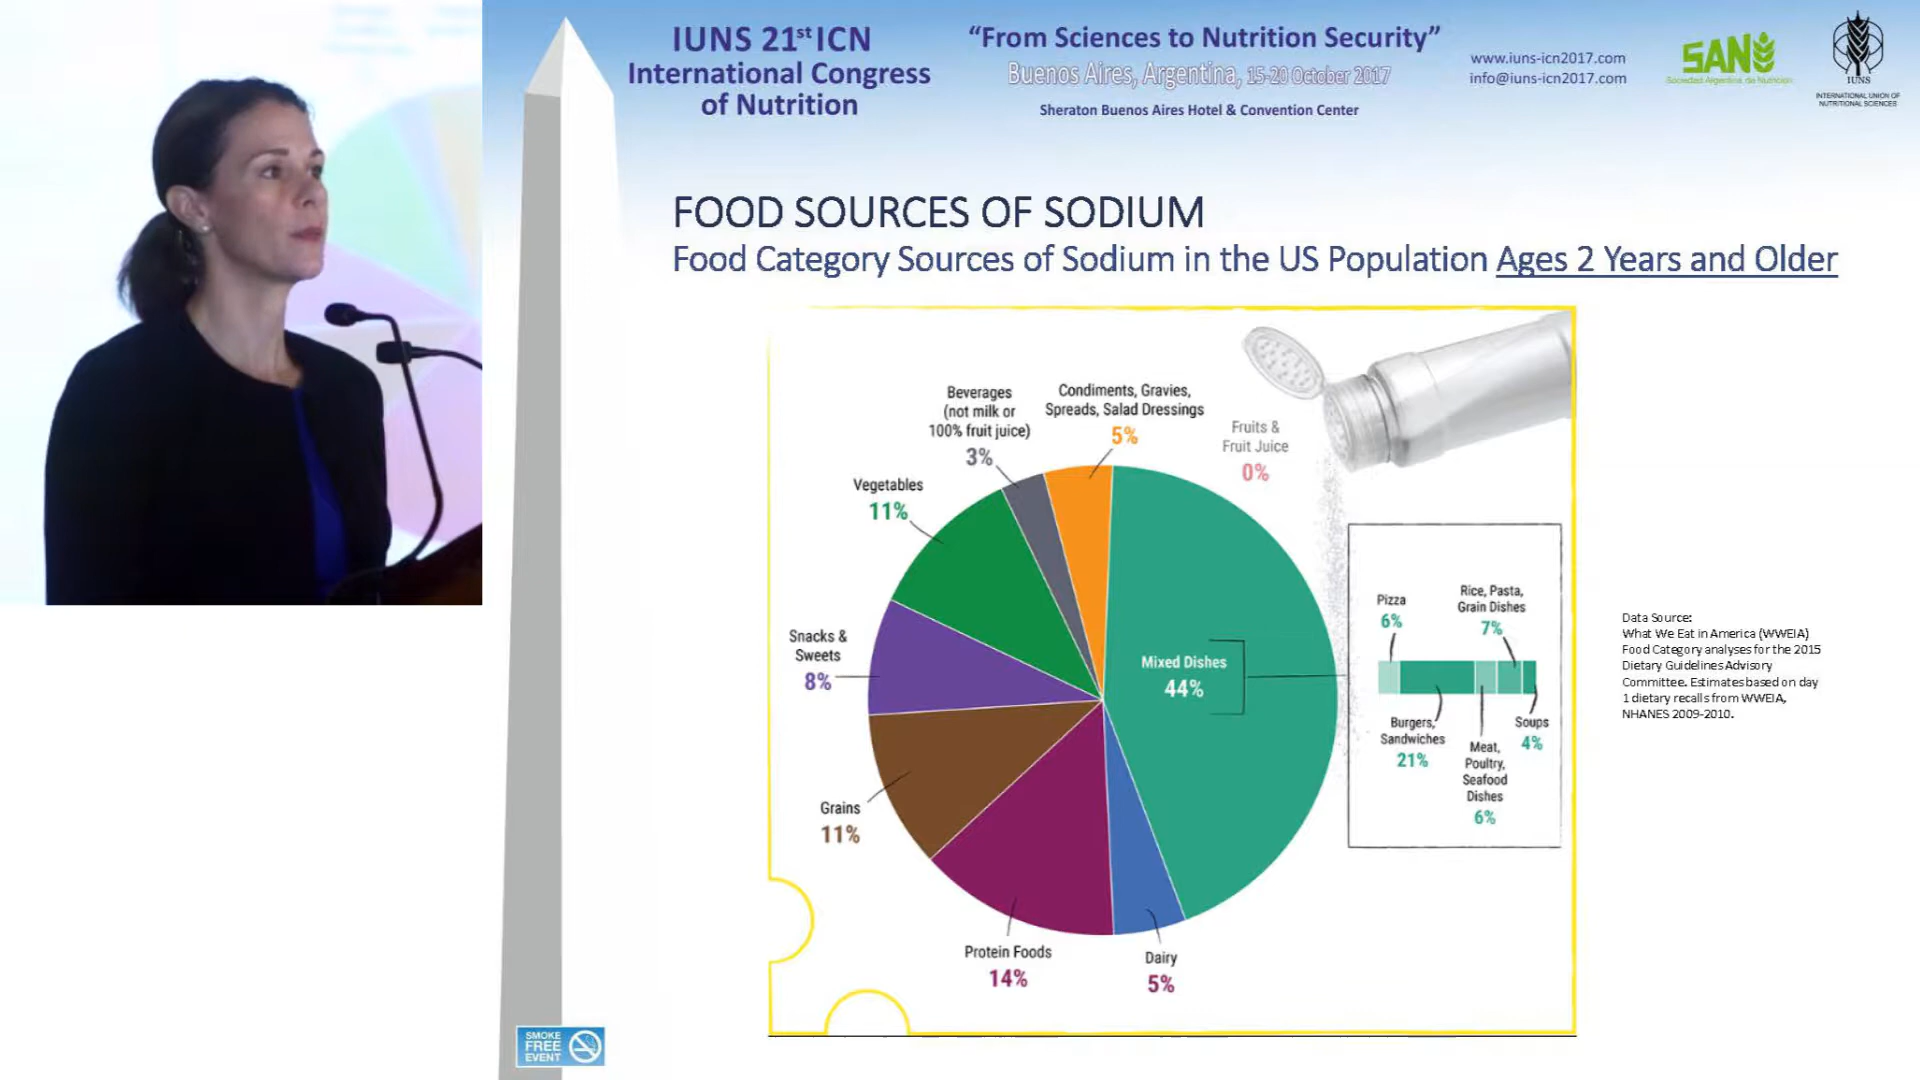 IUNS 21st ICN
International Congress
of Nutrition
“From Sciences to Nutrition Security”
Buenos Aires, Argentina, 15-20 October 2017
Sheraton Buenos Aires Hotel & Convention Center
www.iuns-icn2017.com
info@iuns-icn2017.com
SAN
Sociedad Argentina de Nutrición
IUNS
INTERNATIONAL UNION OF
NUTRITIONAL SCIENCES
FOOD SOURCES OF SODIUM
Food Category Sources of Sodium in the US Population Ages 2 Years and Older
Beverages
(not milk or
100% fruit juice)
3%
Condiments, Gravies,
Spreads, Salad Dressings
5%
Fruits &
Fruit Juice
0%
Vegetables
11%
Snacks &
Sweets
8%
Mixed Dishes
44%
Pizza
6%
Rice, Pasta,
Grain Dishes
7%
Burgers,
Sandwiches
21%
Meat,
Poultry,
Seafood
Dishes
6%
Soups
4%
Grains
11%
Protein Foods
14%
Dairy
5%
Data Source:
What We Eat in America (WWEIA)
Food Category analyses for the 2015
Dietary Guidelines Advisory
Committee. Estimates based on day
1 dietary recalls from WWEIA,
NHANES 2009-2010.
SMOKE
FREE
EVENT